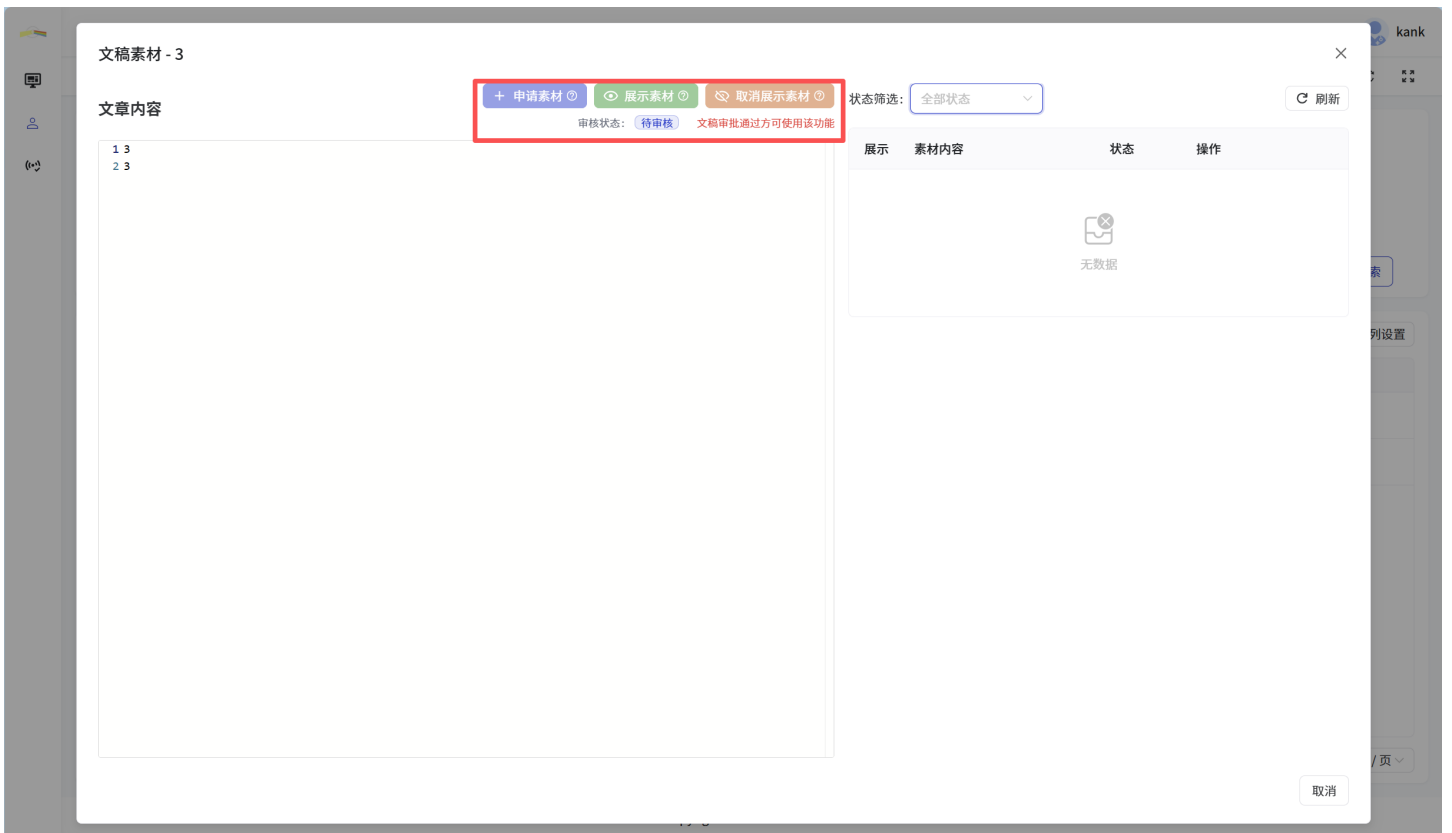 kank
文稿素材 - 3
文章内容
申请素材
展示素材
取消展示素材
审核状态： 待审核 文稿审批通过方可使用该功能
状态筛选： 全部状态
刷新
1 3
2 3
展示 素材内容 状态 操作
无数据
索
列设置
/ 页
取消